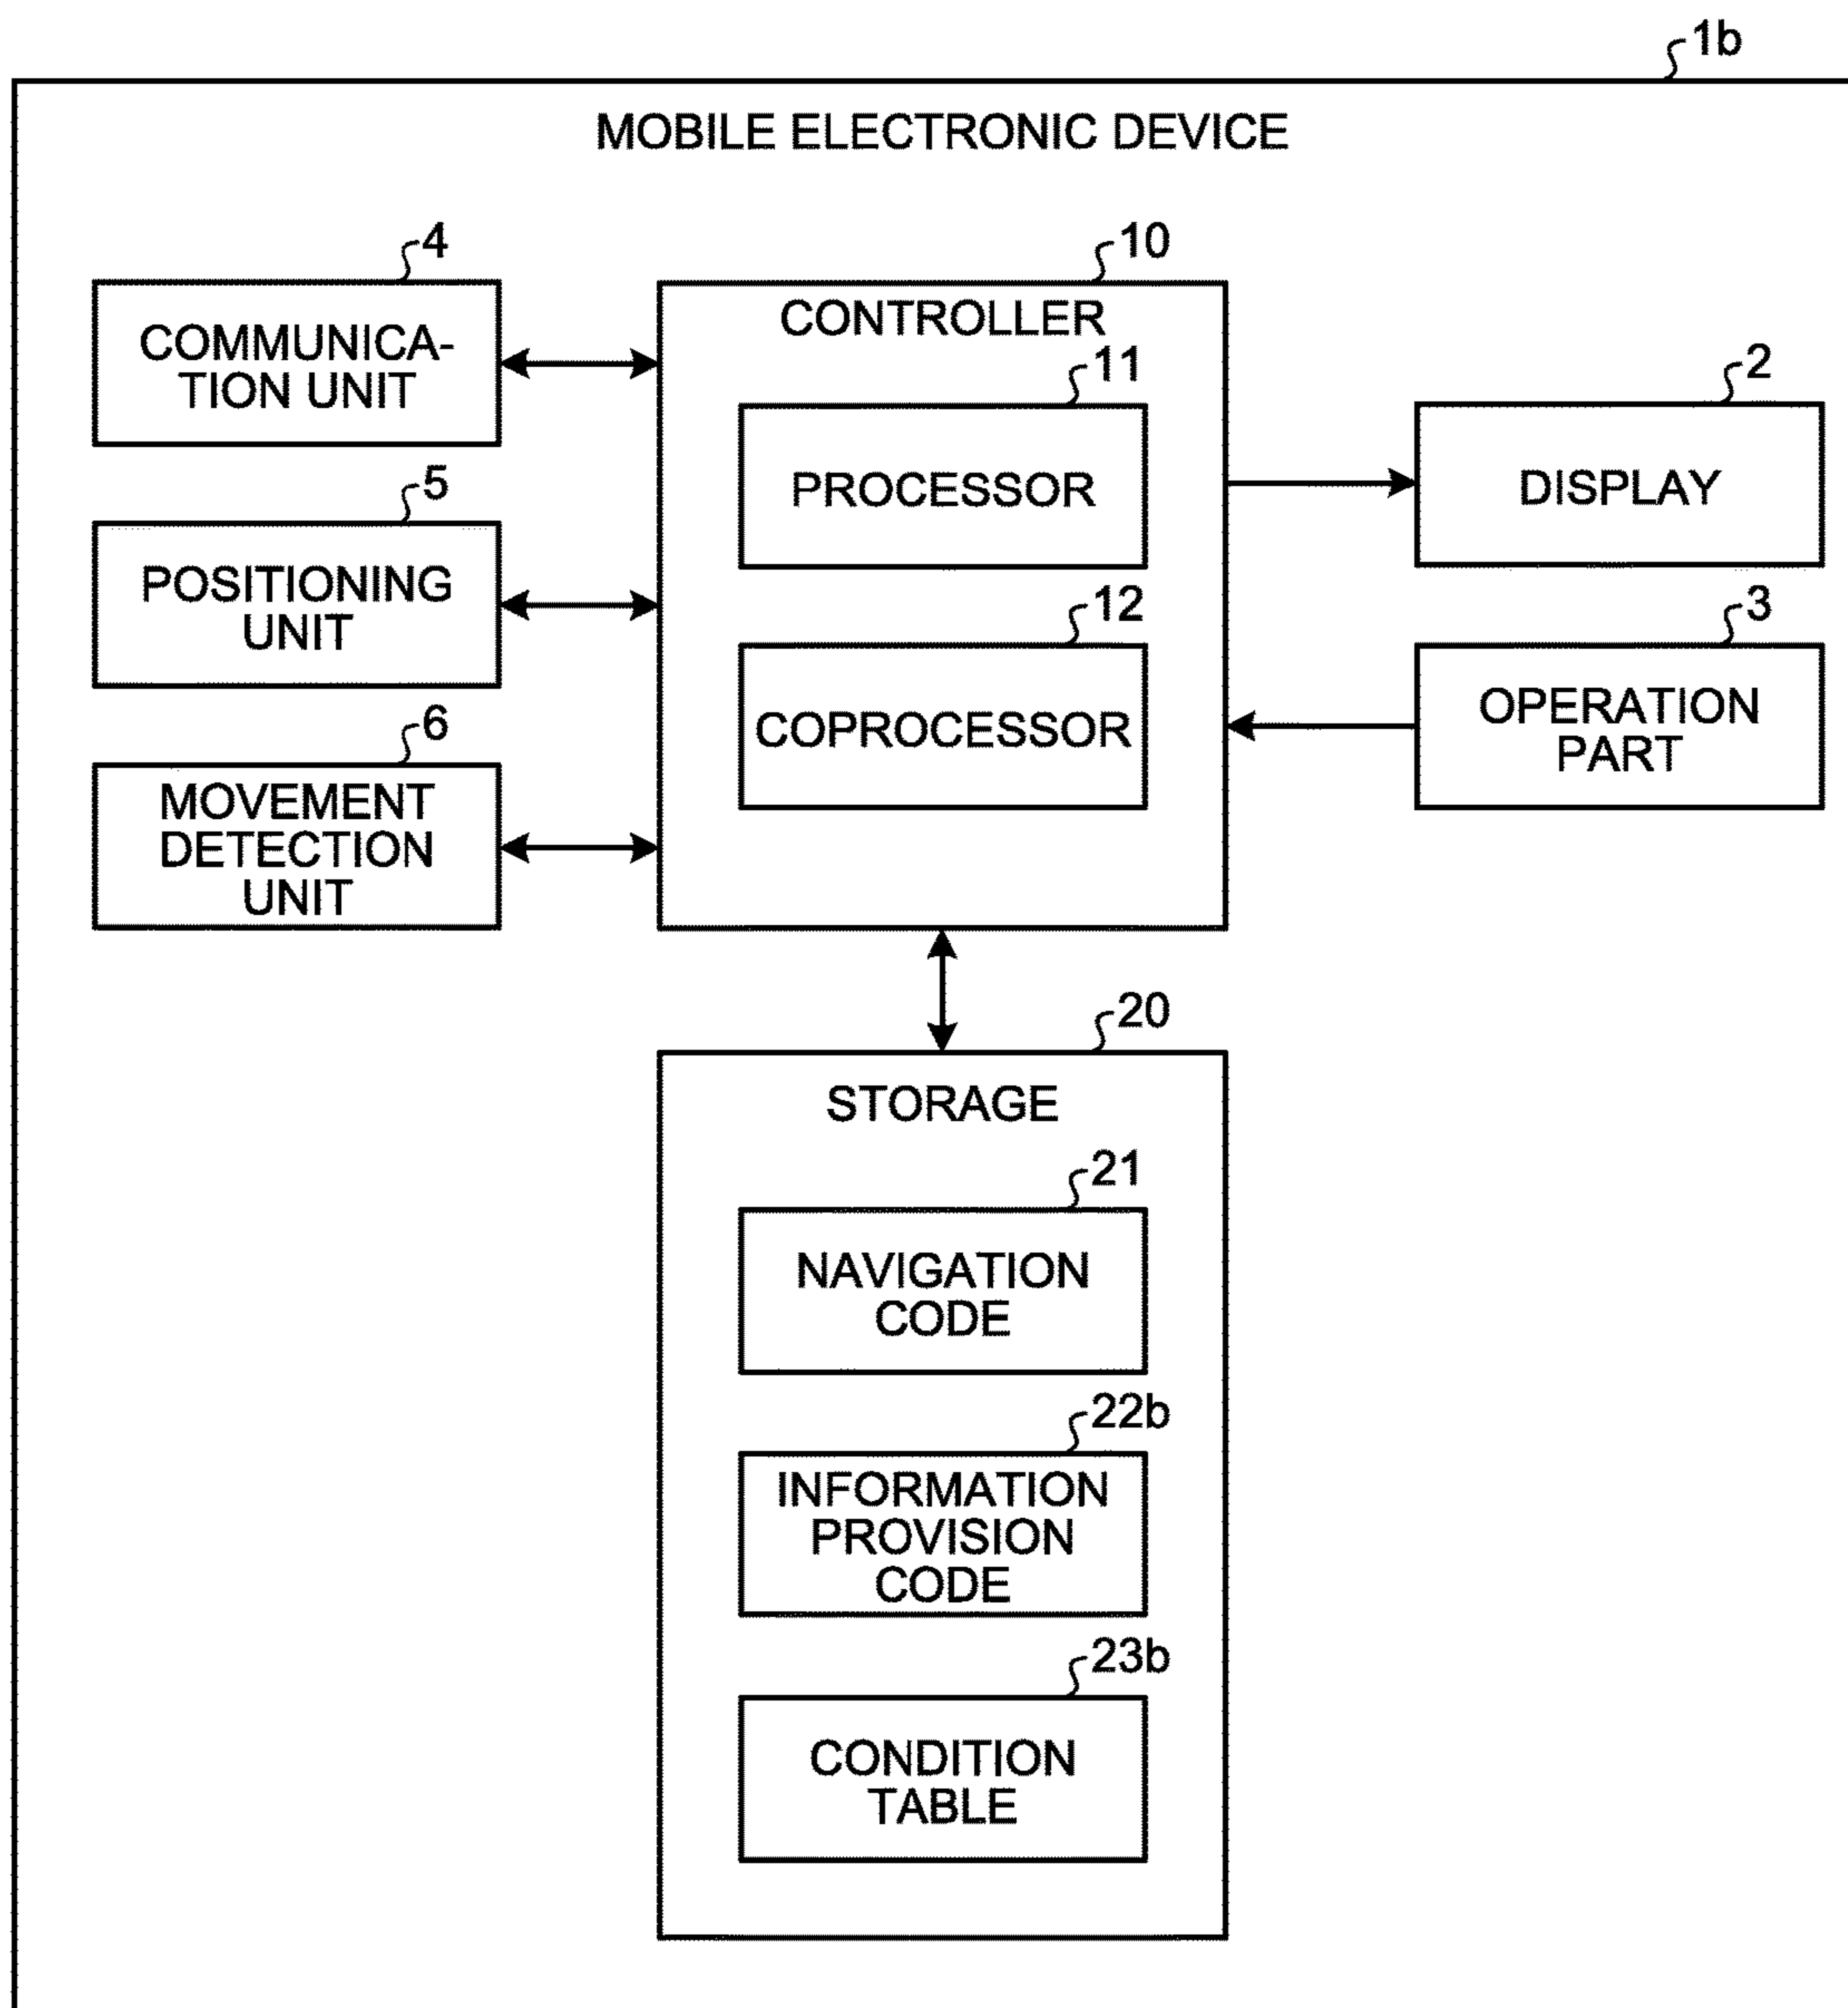 1b
MOBILE ELECTRONIC DEVICE
4
COMMUNICA-
TION UNIT
5
POSITIONING
UNIT
6
MOVEMENT
DETECTION
UNIT
10
CONTROLLER
11
PROCESSOR
12
COPROCESSOR
2
DISPLAY
3
OPERATION
PART
20
STORAGE
21
NAVIGATION
CODE
22b
INFORMATION
PROVISION
CODE
23b
CONDITION
TABLE